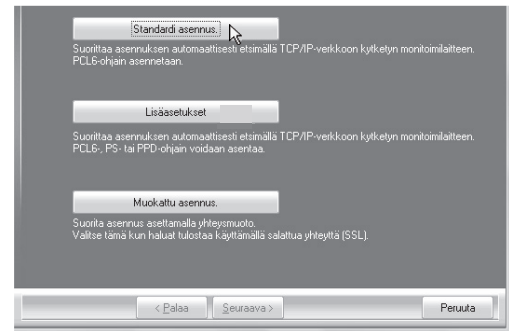 Standardi asennus.
Suorittaa asennuksen automaattisesti etsimällä TCP/IP-verkkoon kytketyn monitoimilaitteen.
PCL6-ohjain asennetaan.
Lisäasetukset
Suorittaa asennuksen automaattisesti etsimällä TCP/IP-verkkoon kytketyn monitoimilaitteen.
PCL6-, PS- tai PPD-ohjain voidaan asentaa.
Muokattu asennus.
Suorita asennus asettamalla yhteysmuoto.
Valitse tämä kun haluat tulostaa käyttämällä salattua yhteyttä (SSL).
< Palaa
Seuraava >
Peruuta